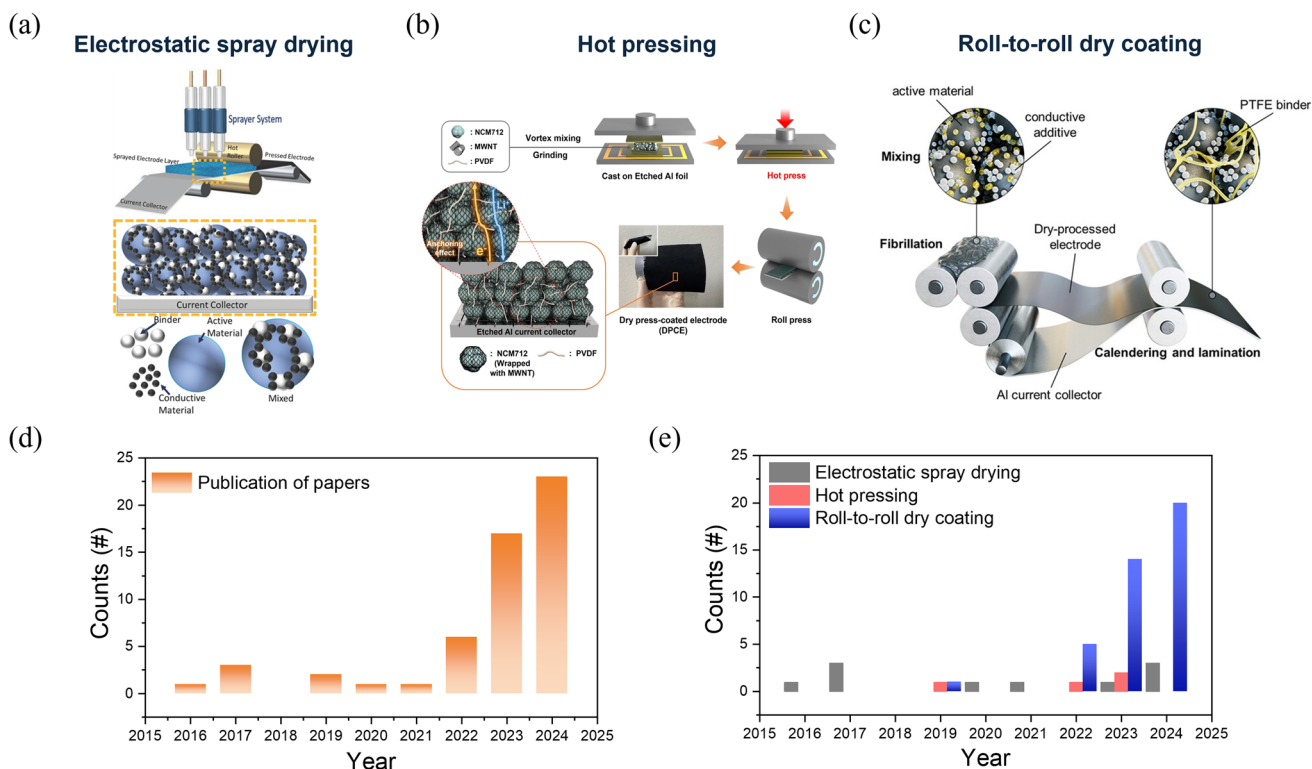 (a)
Electrostatic spray drying
Sprayer System
Hot
Roller
Sprayed Electrode Layer
Pressed Electrode
Current Collector
Current Collector
Binder
Active
Material
Conductive
Material
Mixed
(b)
Hot pressing
: NCM712
: MWNT
: PVDF
Vortex mixing
Grinding
Cast on Etched Al foil
Hot press
Anchoring
effect
e⁻
Etched Al current collector
: NCM712
(Wrapped
with MWNT)
: PVDF
Dry press-coated electrode
(DPCE)
Roll press
(c)
Roll-to-roll dry coating
active material
conductive
additive
PTFE binder
Mixing
Fibrillation
Dry-processed
electrode
Calendering and lamination
Al current collector
(d)
Publication of papers
Counts (#)
25
20
15
10
5
0
2015 2016 2017 2018 2019 2020 2021 2022 2023 2024 2025
Year
(e)
Electrostatic spray drying
Hot pressing
Roll-to-roll dry coating
Counts (#)
25
20
15
10
5
0
2015 2016 2017 2018 2019 2020 2021 2022 2023 2024 2025
Year